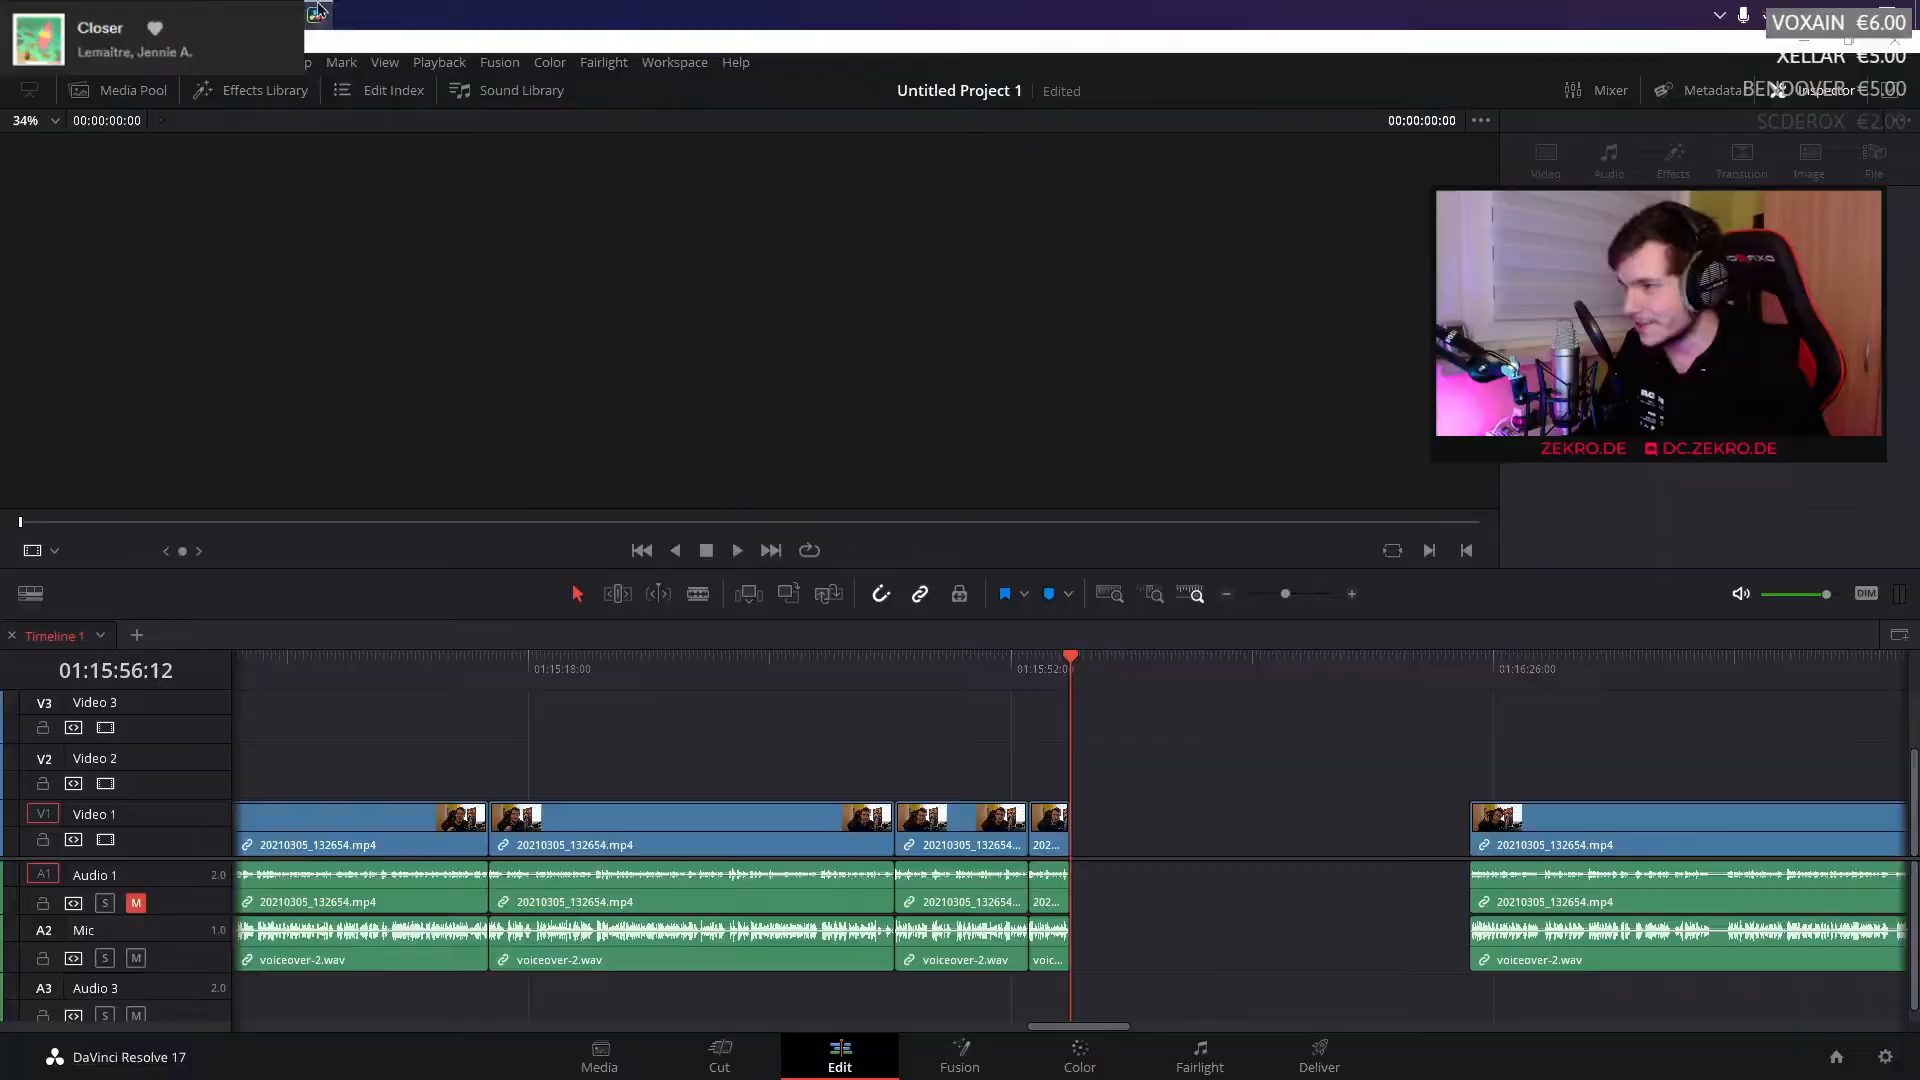 Closer
Lemaitre, Jennie A.
VOXAIN €6.00
XELLAR €5.00
BENDOVER €5.00
SCDEROX €2.00
p Mark View Playback Fusion Color Fairlight Workspace Help
Media Pool Effects Library Edit Index Sound Library Untitled Project 1 Edited Mixer Metadata Inspector
34% 00:00:00:00 00:00:00:00
Video Audio Effects Transition Image File
ZEKRO.DE DC.ZEKRO.DE
DIM
Timeline 1
01:15:56:12 01:15:18:00 01:15:52:0 01:16:26:00
V3 Video 3
V2 Video 2
V1 Video 1
20210305_132654.mp4 20210305_132654.mp4 20210305_132654... 202... 20210305_132654.mp4
A1 Audio 1 2.0
S M 20210305_132654.mp4 20210305_132654.mp4 20210305_132654... 202... 20210305_132654.mp4
A2 Mic 1.0
S M voiceover-2.wav voiceover-2.wav voiceover-2.wav voic... voiceover-2.wav
A3 Audio 3 2.0
S M
DaVinci Resolve 17 Media Cut Edit Fusion Color Fairlight Deliver